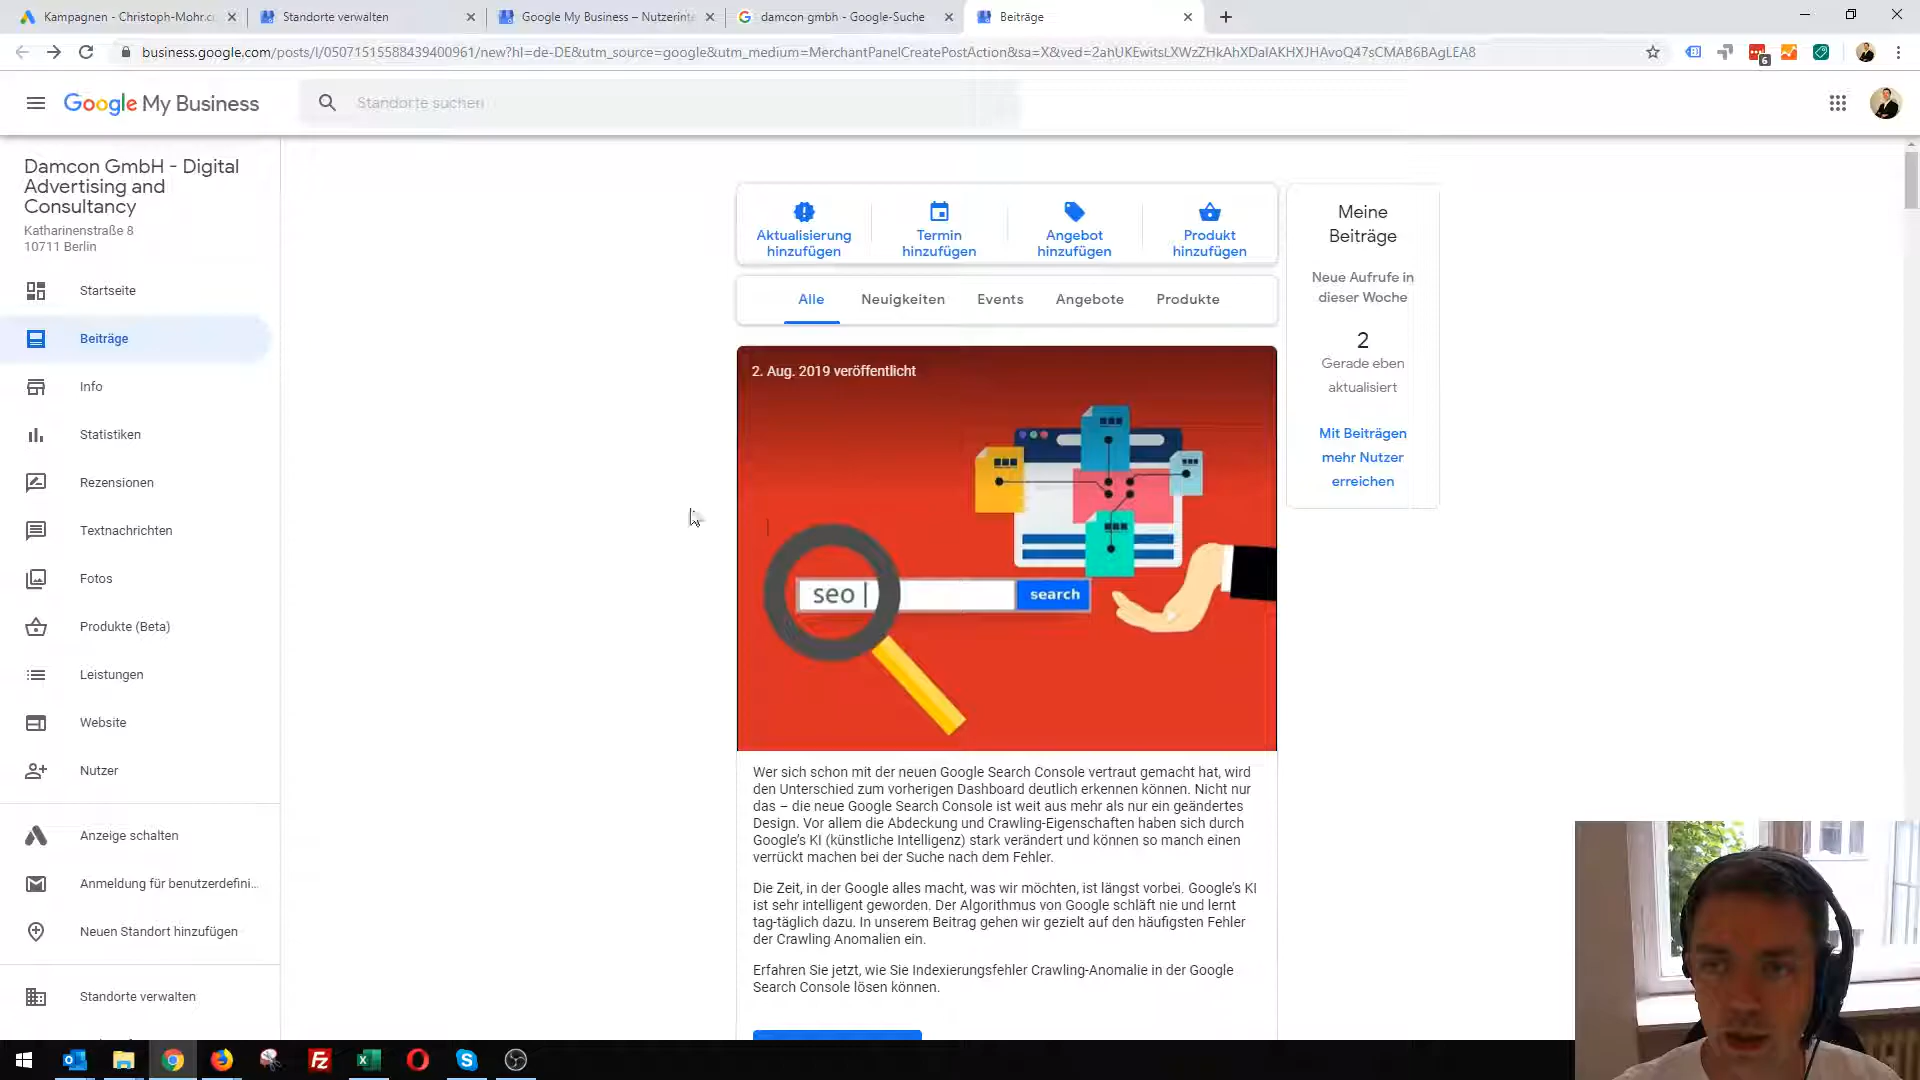 Kampagnen - Christoph-Mohr.c
Standorte verwalten
Google My Business – Nutzerinte
damcon gmbh - Google-Suche
Beiträge
business.google.com/posts/l/05071515588439400961/new?hl=de-DE&utm_source=google&utm_medium=MerchantPanelCreatePostAction&sa=X&ved=2ahUKEwitsLXWzZHkAhXDalAKHXJHAvoQ47sCMAB6BAgLEA8
6
Google My Business
Standorte suchen
Damcon GmbH - Digital
Advertising and
Consultancy
Katharinenstraße 8
10711 Berlin
Startseite
Beiträge
Info
Statistiken
Rezensionen
Textnachrichten
Fotos
Produkte (Beta)
Leistungen
Website
Nutzer
Anzeige schalten
Anmeldung für benutzerdefini...
Neuen Standort hinzufügen
Standorte verwalten
Aktualisierung
hinzufügen
Termin
hinzufügen
Angebot
hinzufügen
Produkt
hinzufügen
Alle
Neuigkeiten
Events
Angebote
Produkte
2. Aug. 2019 veröffentlicht
seo
search
Wer sich schon mit der neuen Google Search Console vertraut gemacht hat, wird
den Unterschied zum vorherigen Dashboard deutlich erkennen können. Nicht nur
das – die neue Google Search Console ist weit aus mehr als nur ein geändertes
Design. Vor allem die Abdeckung und Crawling-Eigenschaften haben sich durch
Google's KI (künstliche Intelligenz) stark verändert und können so manch einen
verrückt machen bei der Suche nach dem Fehler.
Die Zeit, in der Google alles macht, was wir möchten, ist längst vorbei. Google's KI
ist sehr intelligent geworden. Der Algorithmus von Google schläft nie und lernt
tag-täglich dazu. In unserem Beitrag gehen wir gezielt auf den häufigsten Fehler
der Crawling Anomalien ein.
Erfahren Sie jetzt, wie Sie Indexierungsfehler Crawling-Anomalie in der Google
Search Console lösen können.
Meine
Beiträge
Neue Aufrufe in
dieser Woche
2
Gerade eben
aktualisiert
Mit Beiträgen
mehr Nutzer
erreichen